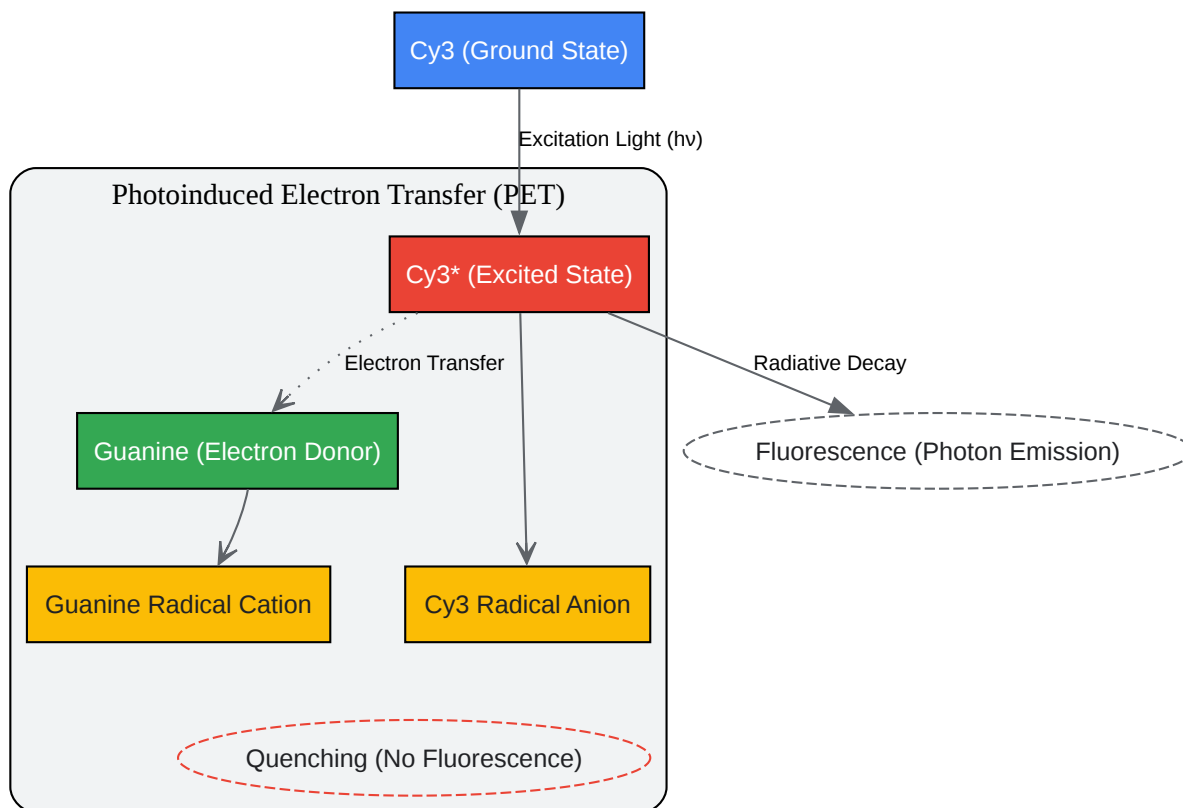 Cy3 (Ground State)
Excitation Light (hν)
Photoinduced Electron Transfer (PET)
Cy3* (Excited State)
Electron Transfer
Radiative Decay
Guanine (Electron Donor)
Fluorescence (Photon Emission)
Guanine Radical Cation
Cy3 Radical Anion
Quenching (No Fluorescence)